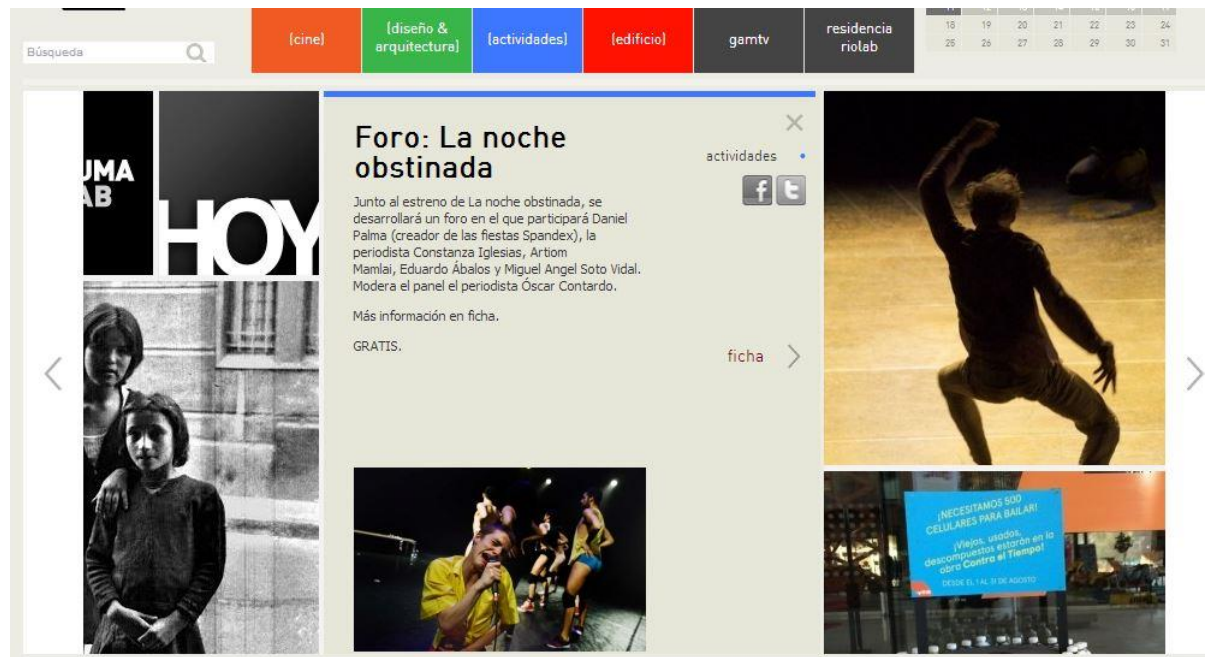 Búsqueda
(cine)
(diseño &
arquitectura)
(actividades)
(edificio)
gamtv
residencia
riolab
18 19 20 21 22 23 24
25 26 27 28 29 30 31
UMA
AB
HOY
Foro: La noche
obstinada
Junto al estreno de La noche obstinada, se
desarrollará un foro en el que participará Daniel
Palma (creador de las fiestas Spandex), la
periodista Constanza Iglesias, Artiom
Mamlai, Eduardo Ábalos y Miguel Angel Soto Vidal.
Modera el panel el periodista Óscar Contardo.
Más información en ficha.
GRATIS.
actividades
f t
ficha
¡NECESITAMOS 500
CELULARES PARA BAILAR!
¡Viejos, usados,
descompuestos estarán en la
obra Contra el Tiempo!
DESDE EL 1 AL 31 DE AGOSTO